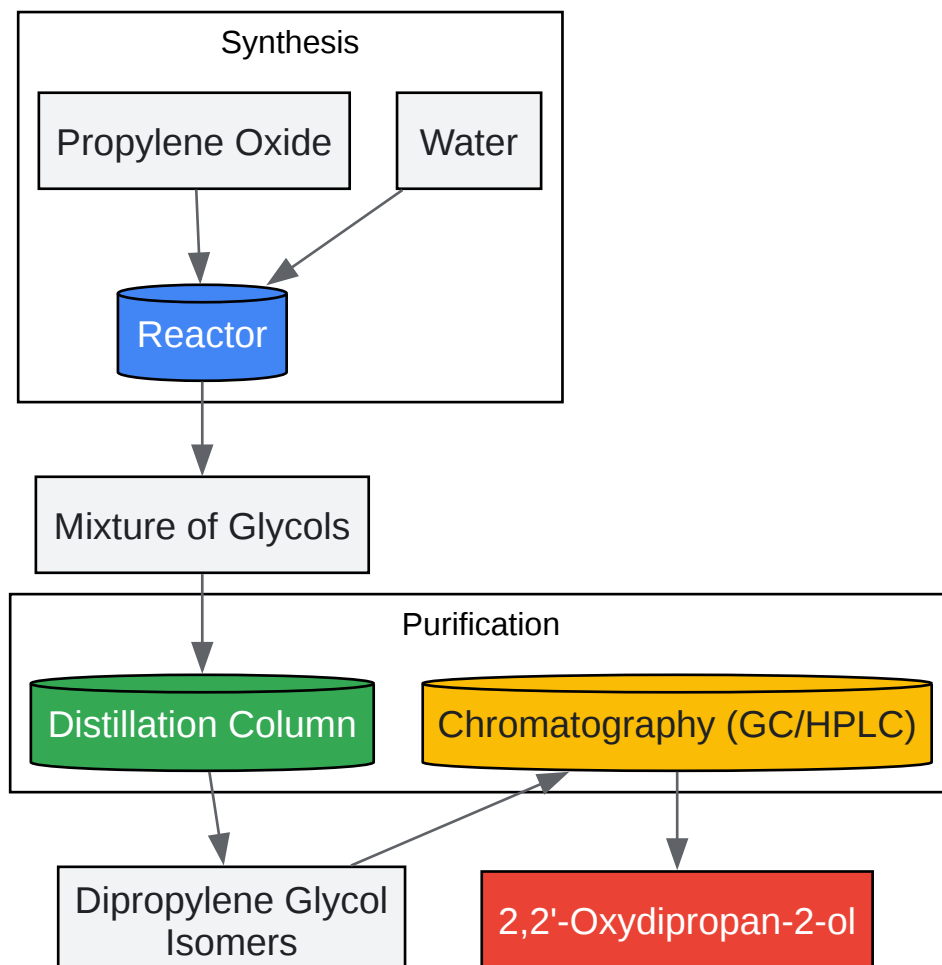 Synthesis
Propylene Oxide
Water
Reactor
Mixture of Glycols
Purification
Distillation Column
Chromatography (GC/HPLC)
Dipropylene Glycol
Isomers
2,2'-Oxydipropan-2-ol